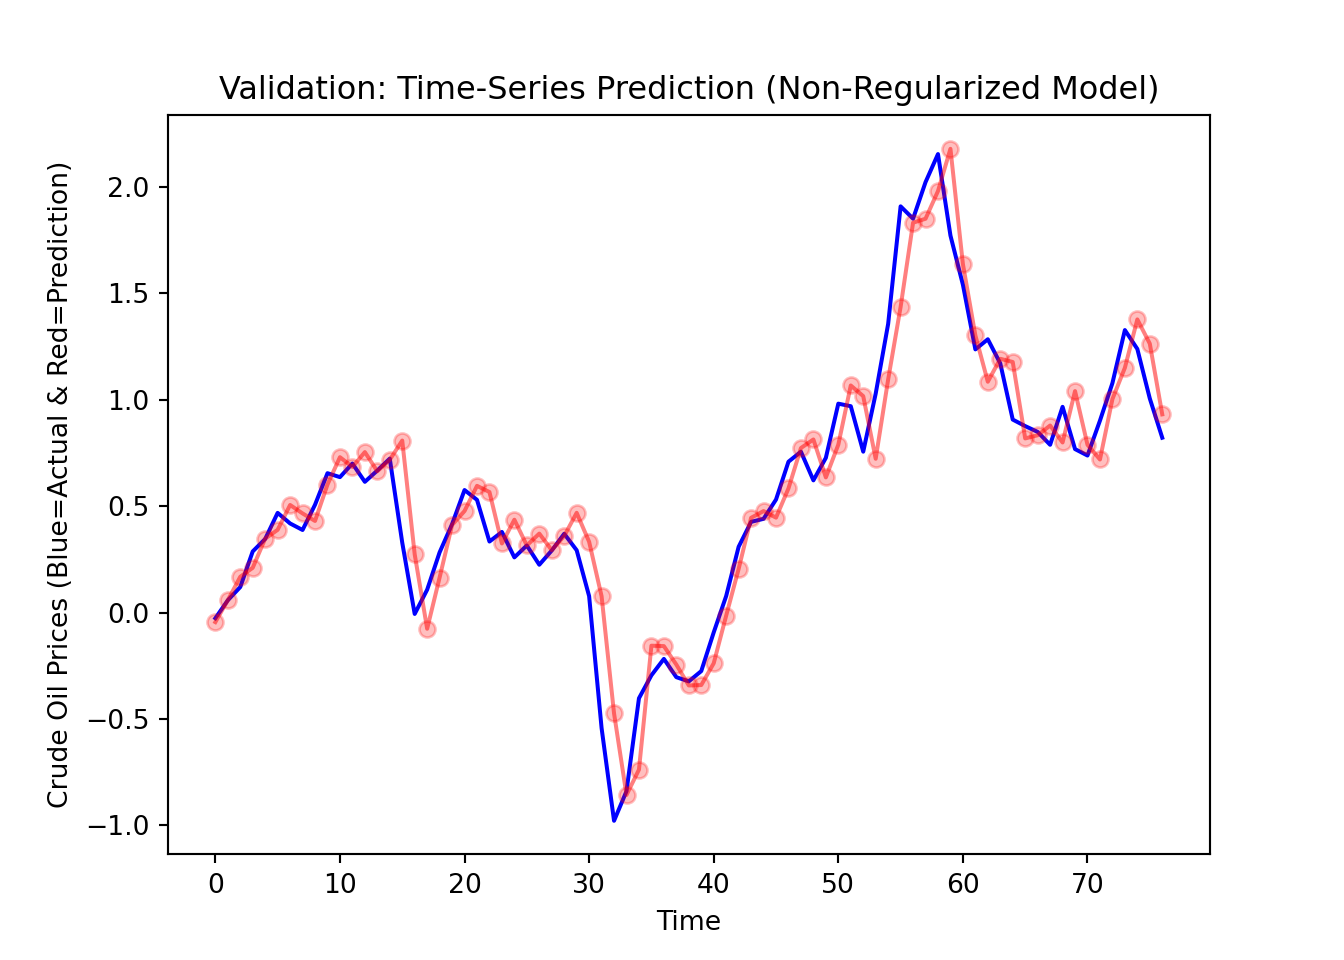 Validation: Time-Series Prediction (Non-Regularized Model)
Crude Oil Prices (Blue=Actual & Red=Prediction)
2.0
1.5
1.0
0.5
0.0
−0.5
−1.0
0 10 20 30 40 50 60 70
Time